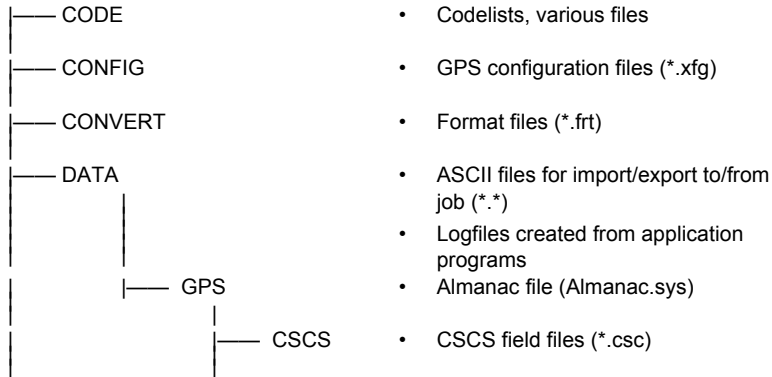 |—— CODE • Codelists, various files
|—— CONFIG • GPS configuration files (*.xfg)
|—— CONVERT • Format files (*.frt)
|—— DATA • ASCII files for import/export to/from
job (*.*)
• Logfiles created from application
programs
|—— GPS • Almanac file (Almanac.sys)
|—— CSCS • CSCS field files (*.csc)